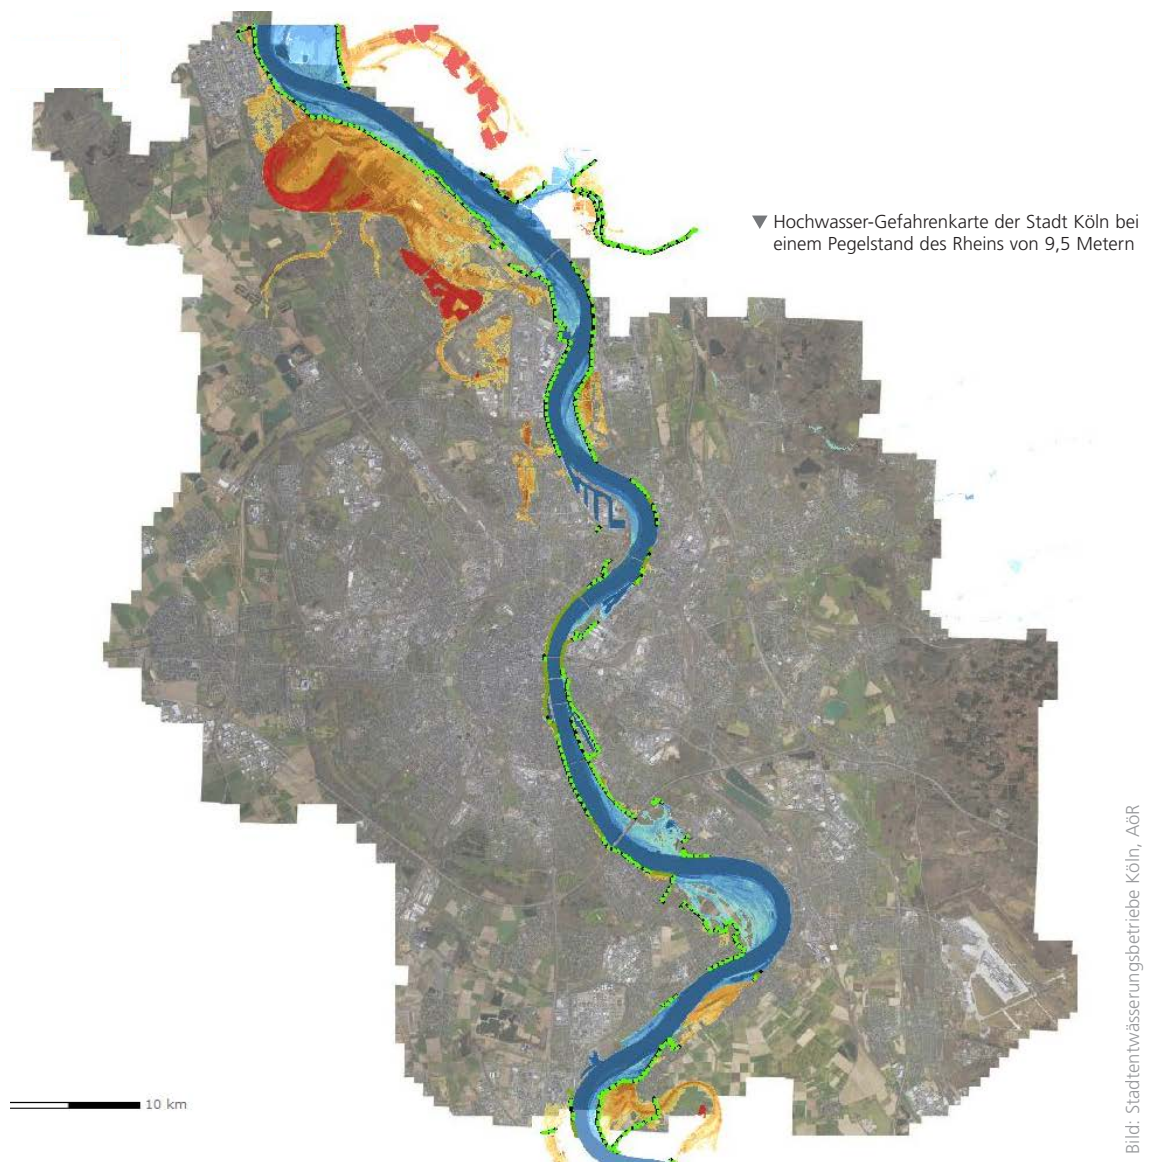 ▼ Hochwasser-Gefahrenkarte der Stadt Köln bei
einem Pegelstand des Rheins von 9,5 Metern
10 km
Bild: Stadtentwässerungsbetriebe Köln, AöR